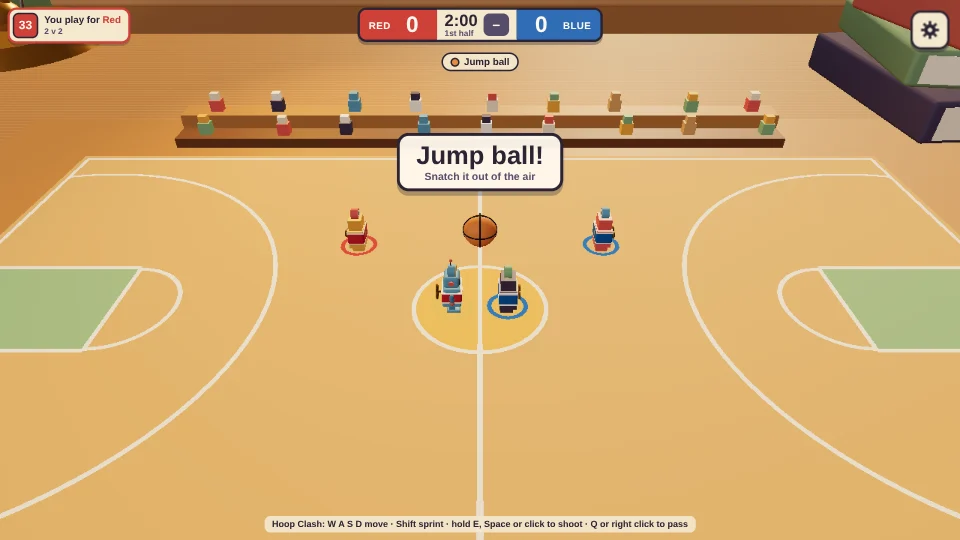 33
You play for Red
2 v 2
RED 0
2:00
1st half
–
0 BLUE
Jump ball
Jump ball!
Snatch it out of the air
Hoop Clash: W A S D move · Shift sprint · hold E, Space or click to shoot · Q or right click to pass